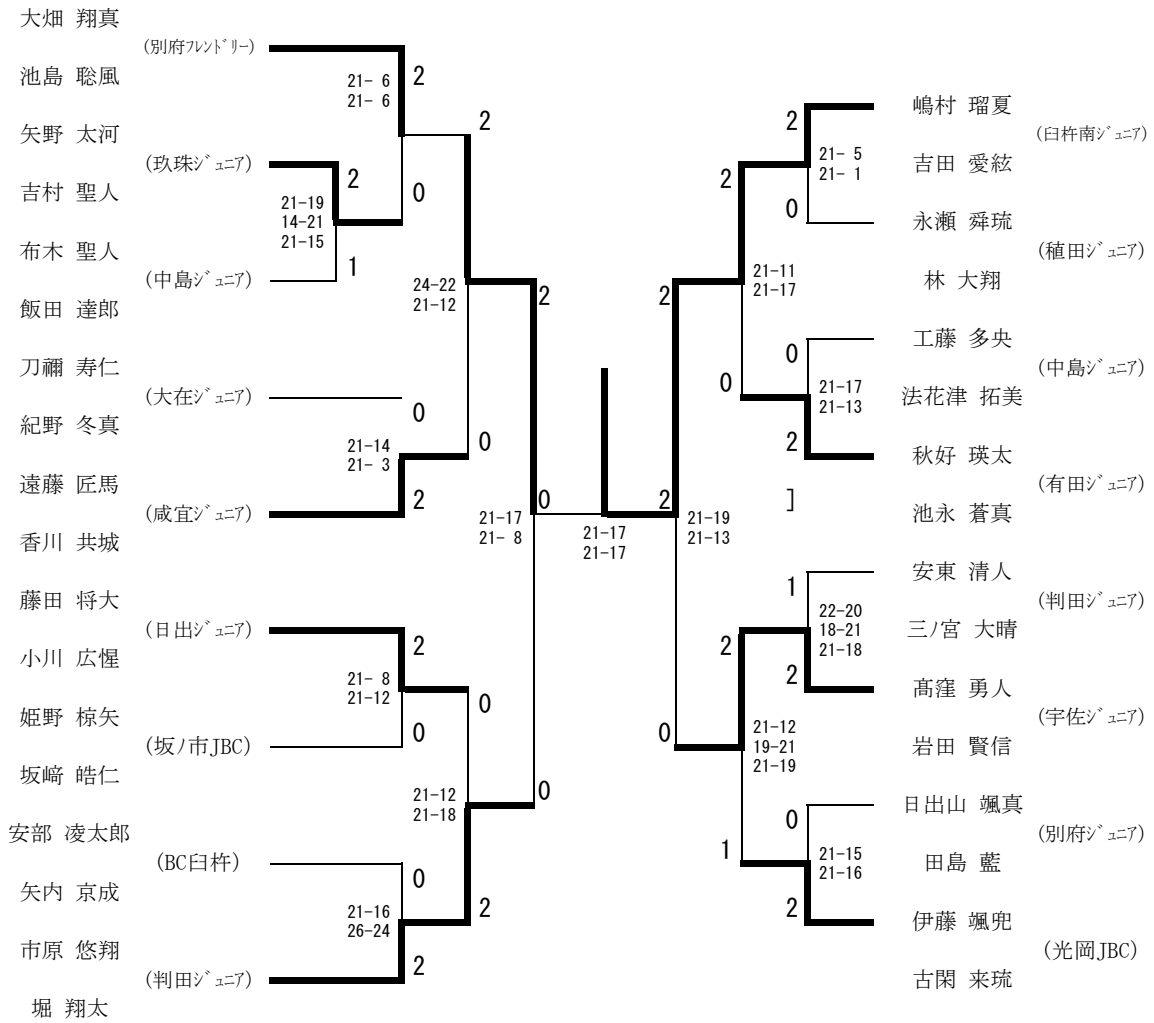 大畑 翔真
(別府フレンドリー)
池島 聡風
21- 6
21- 6
2
矢野 太河
(玖珠ジュニア)
吉村 聖人
2
0
21-19
14-21
21-15
布木 聖人
(中島ジュニア)
飯田 達郎
1
2
24-22
21-12
刀禰 寿仁
(大在ジュニア)
紀野 冬真
0
21-14
21- 3
0
遠藤 匠馬
(咸宜ジュニア)
香川 共城
2
2
0
21-17
21- 8
藤田 将大
(日出ジュニア)
小川 広惺
2
21- 8
21-12
0
姫野 椋矢
(坂ノ市JBC)
坂﨑 皓仁
0
21-12
21-18
0
安部 凌太郎
(BC臼杵)
矢内 京成
0
21-16
26-24
2
市原 悠翔
(判田ジュニア)
堀 翔太
2
21-17
21-17
嶋村 瑠夏
(臼杵南ジュニア)
吉田 愛絃
2
21- 5
21- 1
2
0
永瀬 舜琉
(稙田ジュニア)
林 大翔
21-11
21-17
2
工藤 多央
(中島ジュニア)
法花津 拓美
0
0
21-17
21-13
2
秋好 瑛太
(有田ジュニア)
池永 蒼真
]
2
21-19
21-13
安東 清人
(判田ジュニア)
三ノ宮 大晴
1
22-20
18-21
21-18
2
2
髙窪 勇人
(宇佐ジュニア)
岩田 賢信
0
21-12
19-21
21-19
日出山 颯真
(別府ジュニア)
田島 藍
0
1
21-15
21-16
2
伊藤 颯兜
(光岡JBC)
古閑 来琉